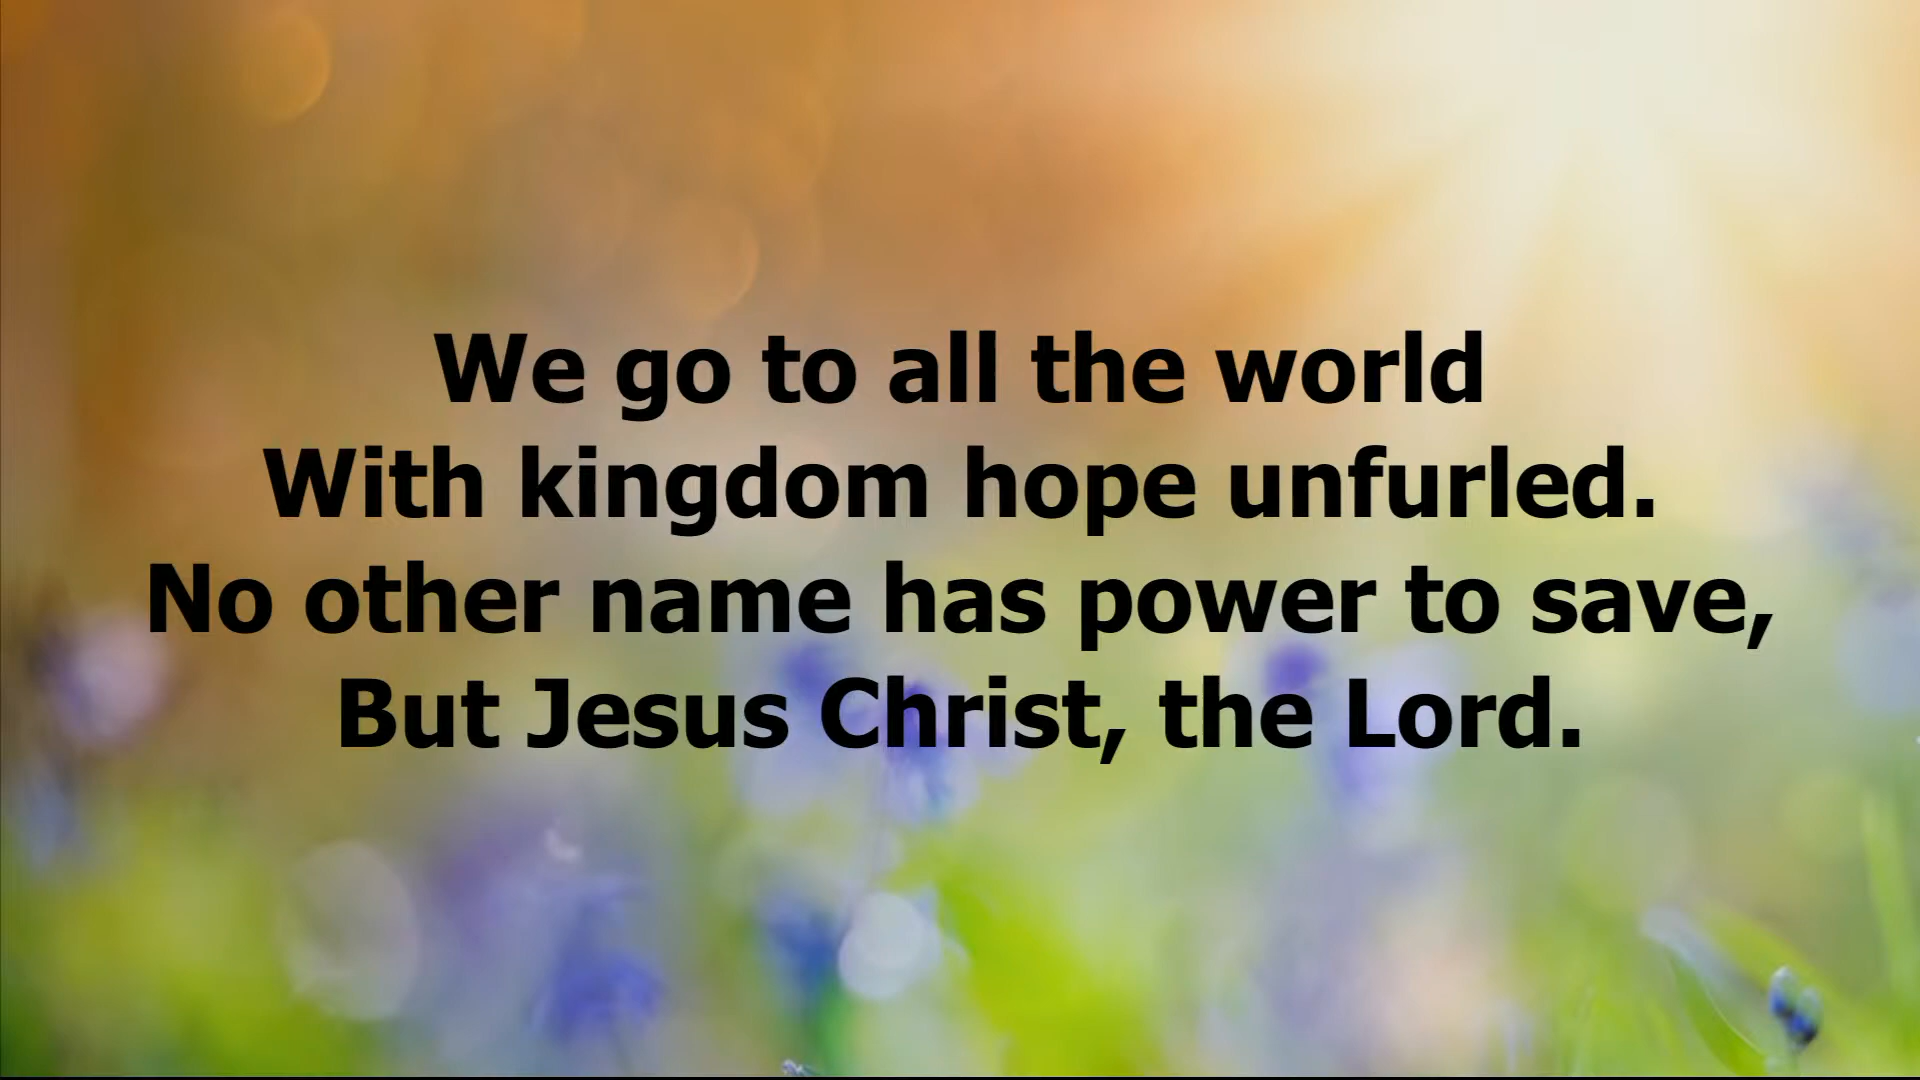 We go to all the world
With kingdom hope unfurled.
No other name has power to save,
But Jesus Christ, the Lord.